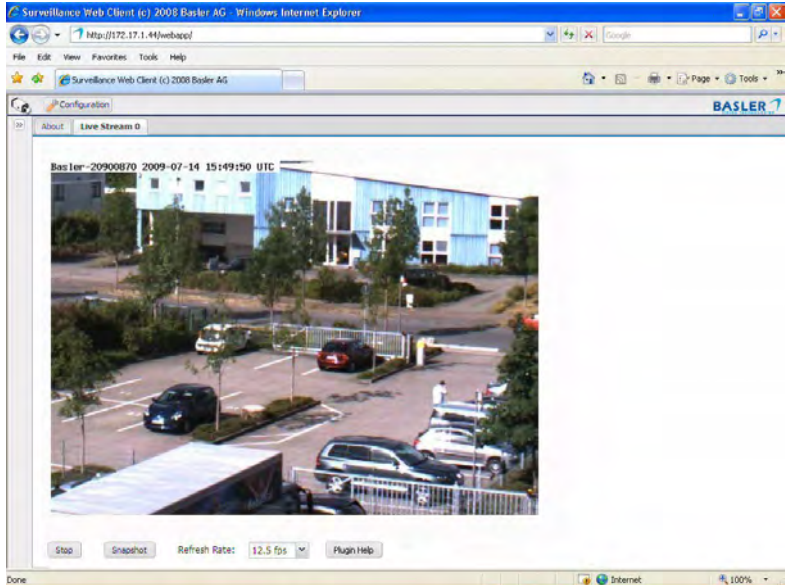 Surveillance Web Client (c) 2008 Basler AG - Windows Internet Explorer
http://172.17.1.44/webapp/
Google
File Edit View Favorites Tools Help
Surveillance Web Client (c) 2008 Basler AG
Page Tools
Configuration
BASLER
About Live Stream 0
Basler-20900870 2009-07-14 15:49:50 UTC
Stop Snapshot Refresh Rate: 12.5 fps Plugin Help
Done Internet 100%